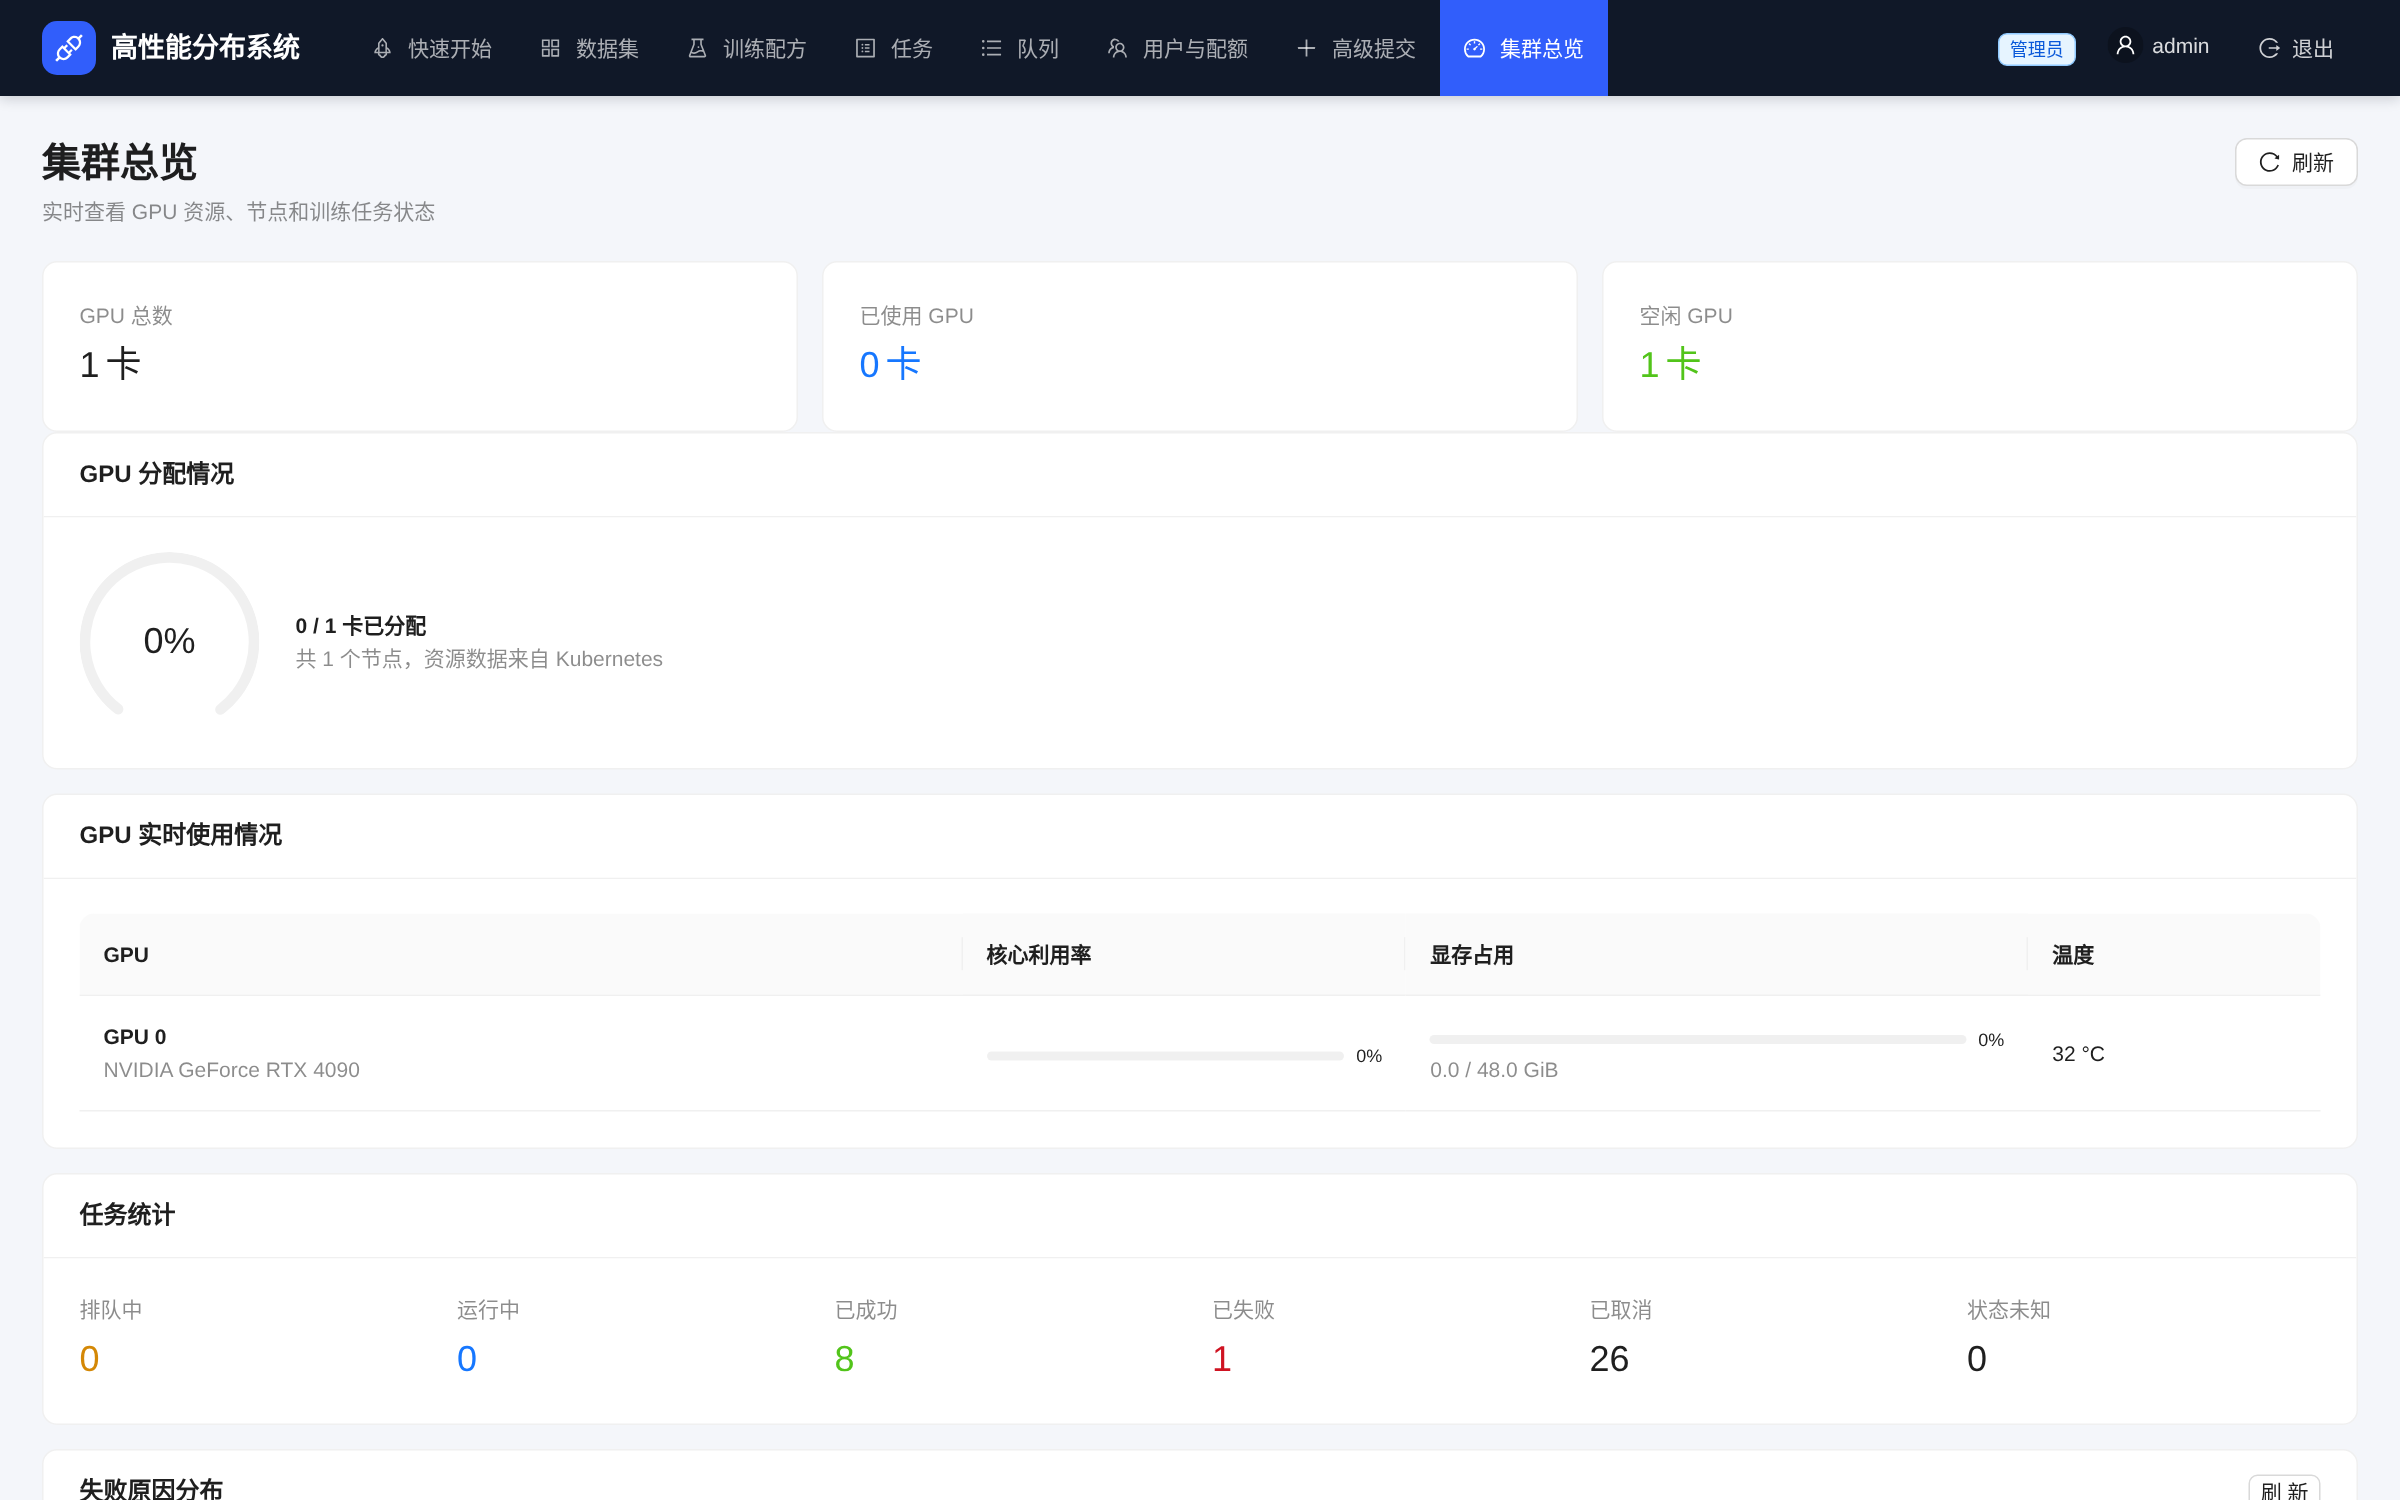 高性能分布系统 快速开始 数据集 训练配方 任务 队列 用户与配额 高级提交 集群总览 管理员 admin 退出
集群总览
刷新
实时查看 GPU 资源、节点和训练任务状态
GPU 总数 已使用 GPU 空闲 GPU
1 卡 0 卡 1 卡
GPU 分配情况
0%
0 / 1 卡已分配
共 1 个节点，资源数据来自 Kubernetes
GPU 实时使用情况
GPU 核心利用率 显存占用 温度
GPU 0
NVIDIA GeForce RTX 4090
0%
0%
0.0 / 48.0 GiB
32 °C
任务统计
排队中 运行中 已成功 已失败 已取消 状态未知
0 0 8 1 26 0
失败原因分布
刷 新